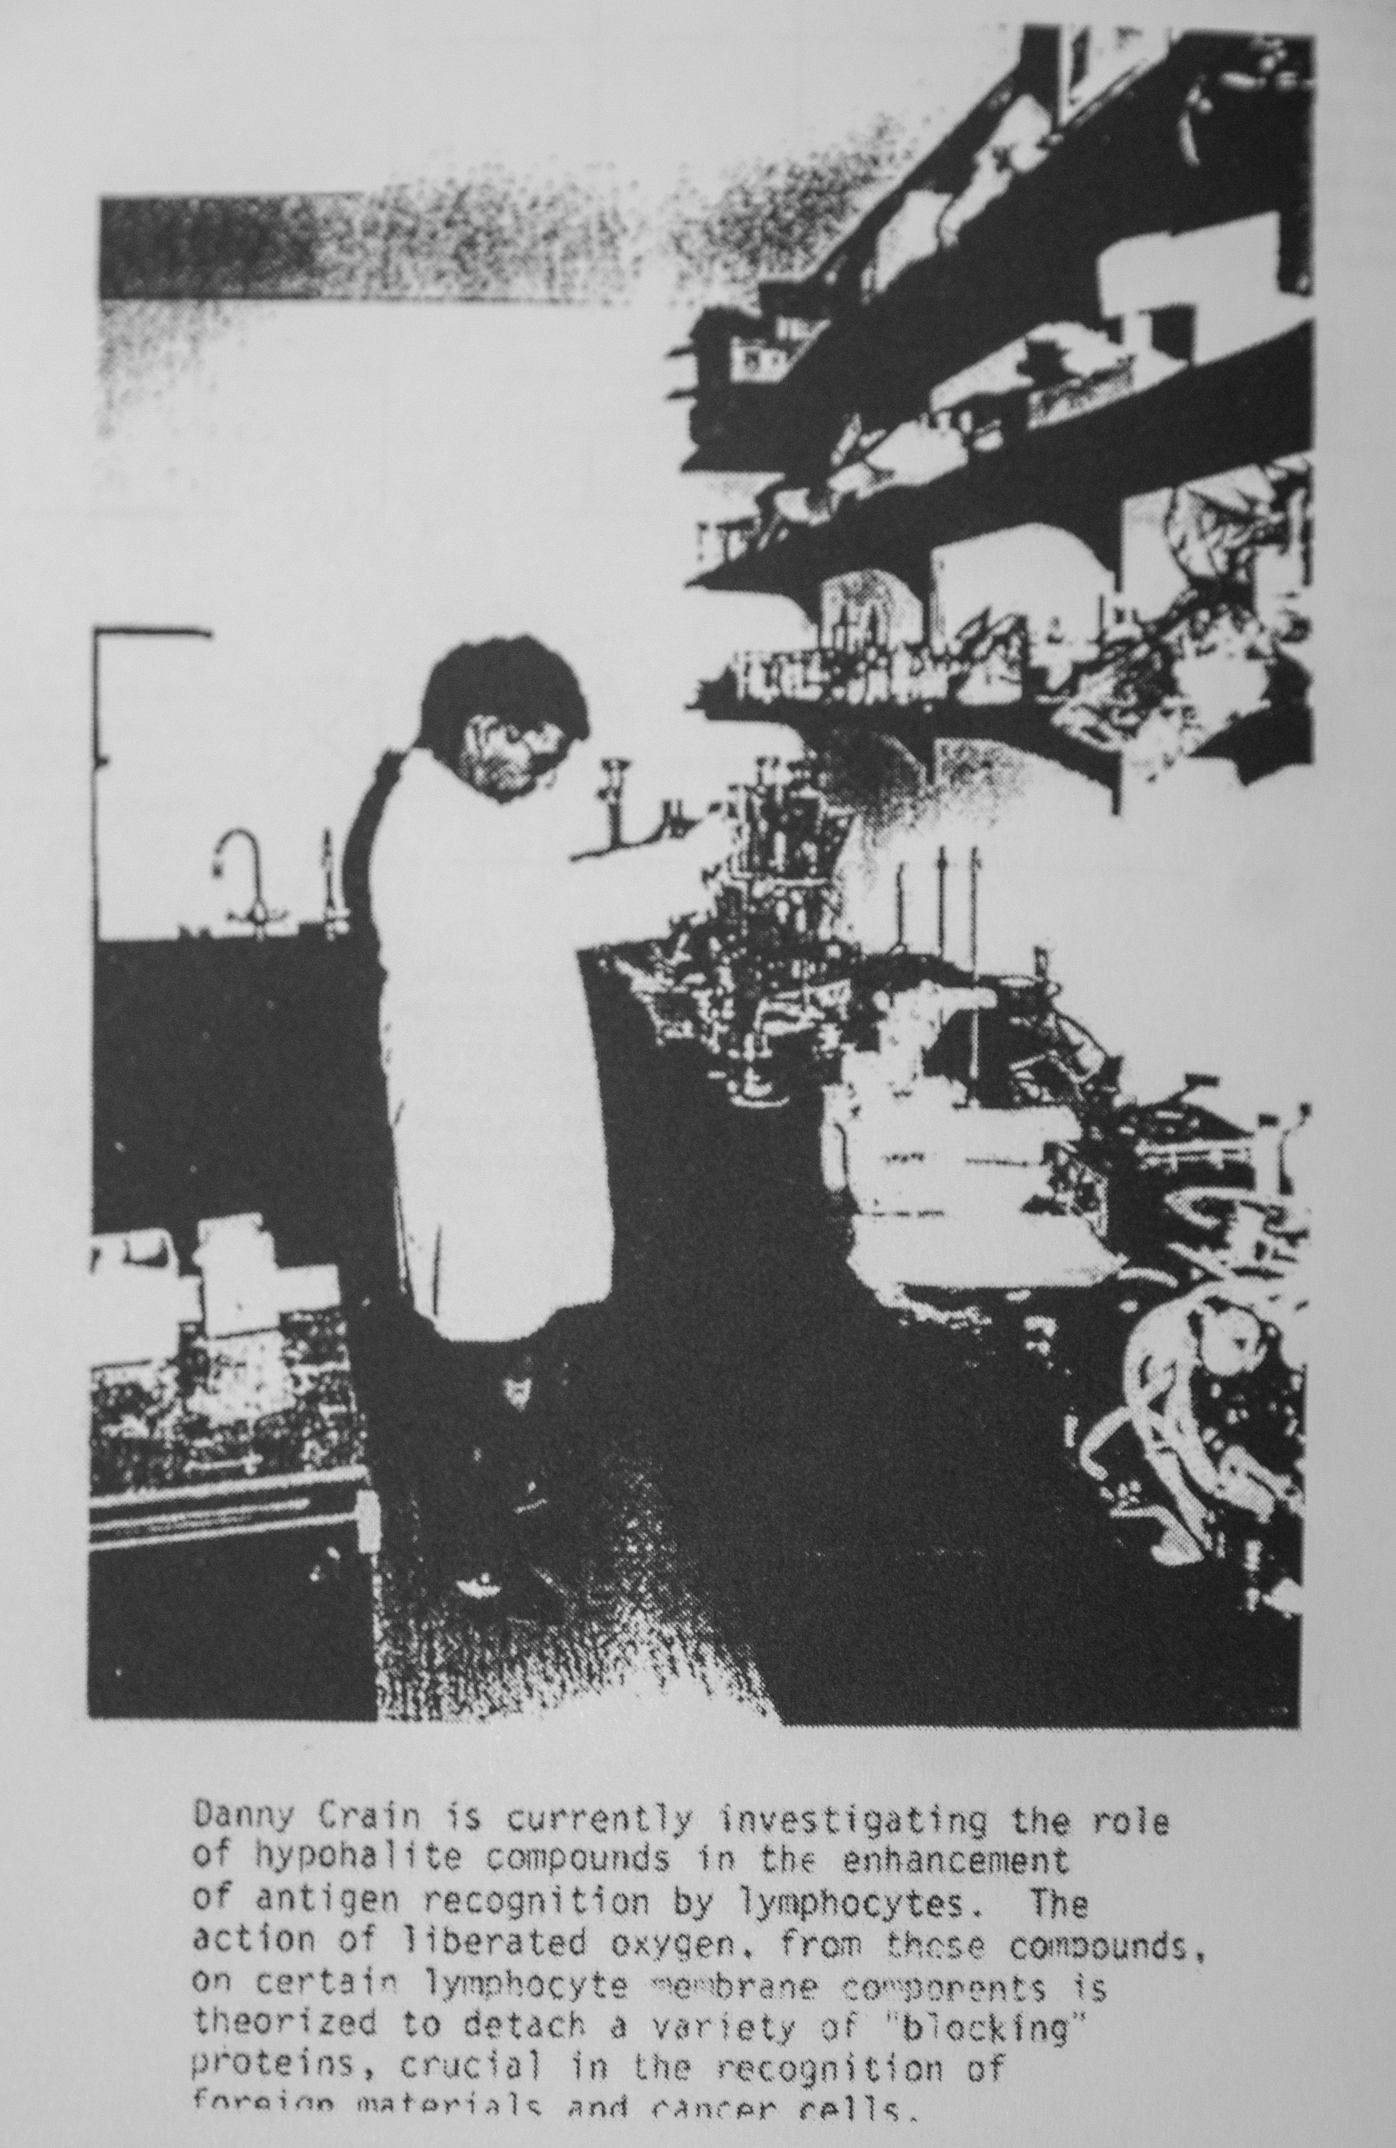 Danny Crain is currently investigating the role
of hypohalite compounds in the enhancement
of antigen recognition by lymphocytes. The
action of liberated oxygen, from these compounds,
on certain lymphocyte membrane components is
theorized to detach a variety of "blocking"
proteins, crucial in the recognition of
foreign materials and cancer cells.